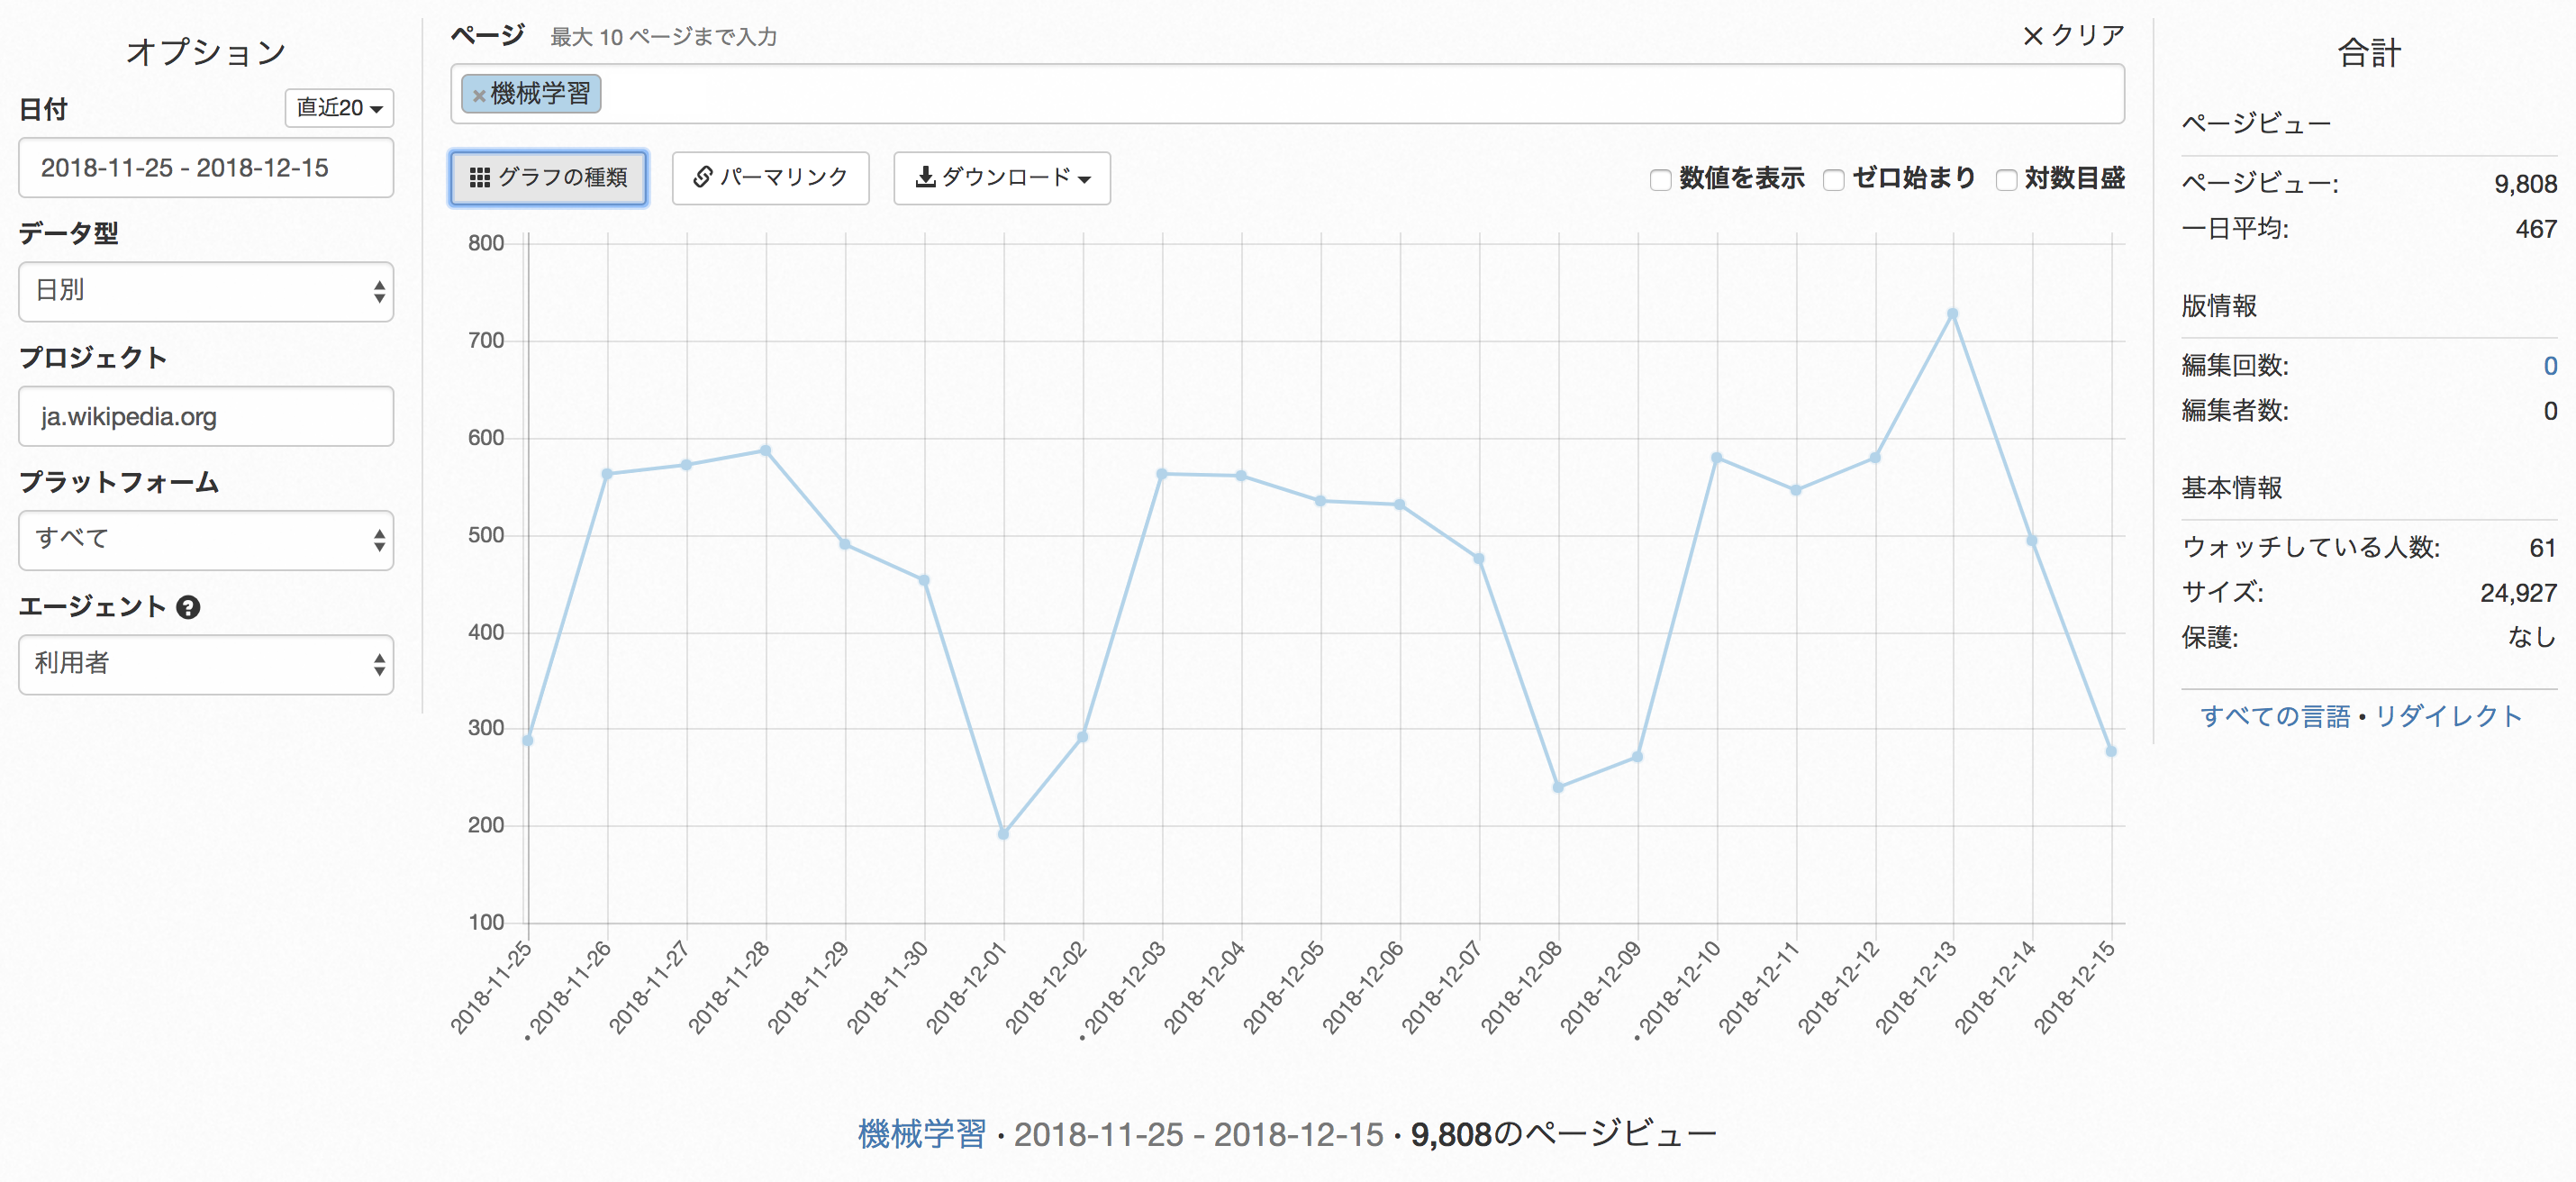 オプション
日付
直近20
2018-11-25 - 2018-12-15
データ型
日別
プロジェクト
ja.wikipedia.org
プラットフォーム
すべて
エージェント
利用者
ページ 最大 10 ページまで入力
× クリア
×機械学習
グラフの種類
パーマリンク
ダウンロード
数値を表示
ゼロ始まり
対数目盛
800
700
600
500
400
300
200
100
2018-11-25
2018-11-26
2018-11-27
2018-11-28
2018-11-29
2018-11-30
2018-12-01
2018-12-02
2018-12-03
2018-12-04
2018-12-05
2018-12-06
2018-12-07
2018-12-08
2018-12-09
2018-12-10
2018-12-11
2018-12-12
2018-12-13
2018-12-14
2018-12-15
機械学習 · 2018-11-25 - 2018-12-15 · 9,808のページビュー
合計
ページビュー
ページビュー: 9,808
一日平均: 467
版情報
編集回数: 0
編集者数: 0
基本情報
ウォッチしている人数: 61
サイズ: 24,927
保護: なし
すべての言語 • リダイレクト